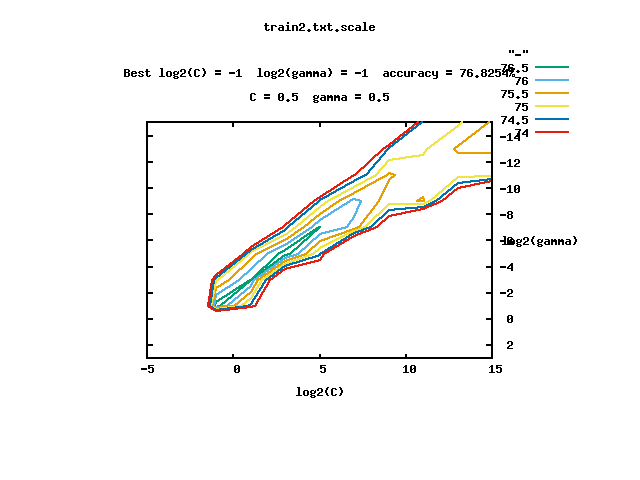 train2.txt.scale
"-"
Best log2(C) = -1  log2(gamma) = -1  accuracy = 76.8254%
76.5
76
C = 0.5  gamma = 0.5
75.5
75
74.5
74
-14
-12
-10
-8
-6
log2(gamma)
-4
-2
0
2
-5 0 5 10 15
log2(C)